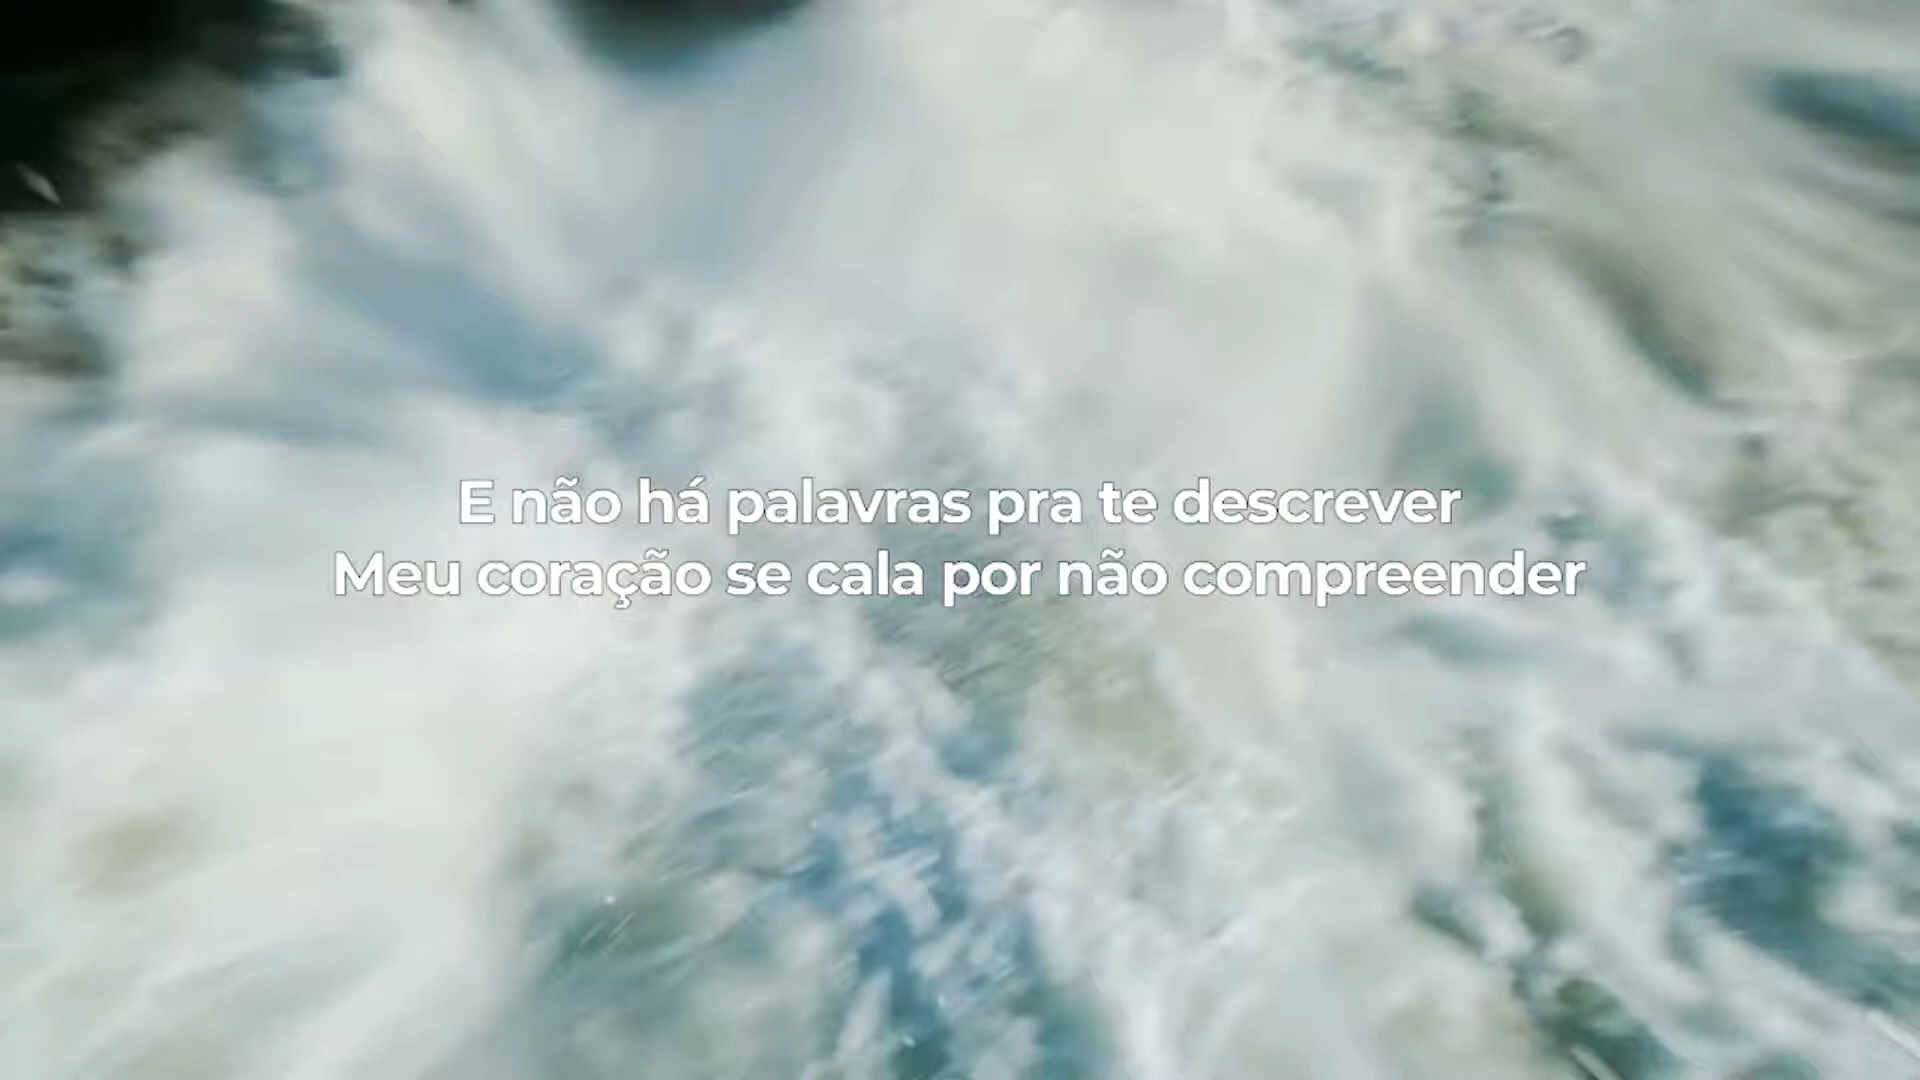 E não há palavras pra te descrever
Meu coração se cala por não compreender